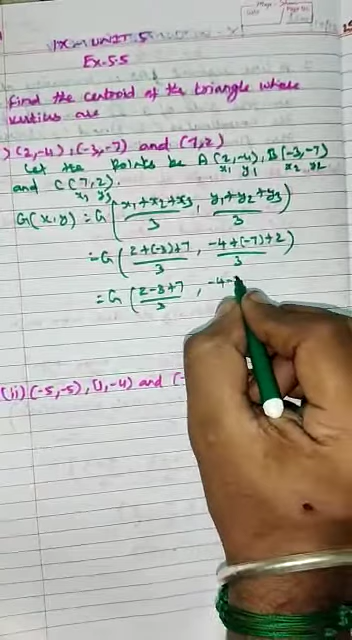 IX M UNIT 5
Ex.5.5
Find the centroid of the triangle whose
vertices are
) (2,-4), (-3,-7) and (7,2)
Let the Points be A(2,-4), B(-3,-7)
x₁ y₁ x₂ y₂
and C(7,2).
x₃ y₃
G(x,y) = G(x₁+x₂+x₃/3, y₁+y₂+y₃/3)
= G(2+(-3)+7/3, -4+(-7)+2/3)
= G(2-3+7/3, -4-
(ii) (-5,-5), (1,-4) and (-